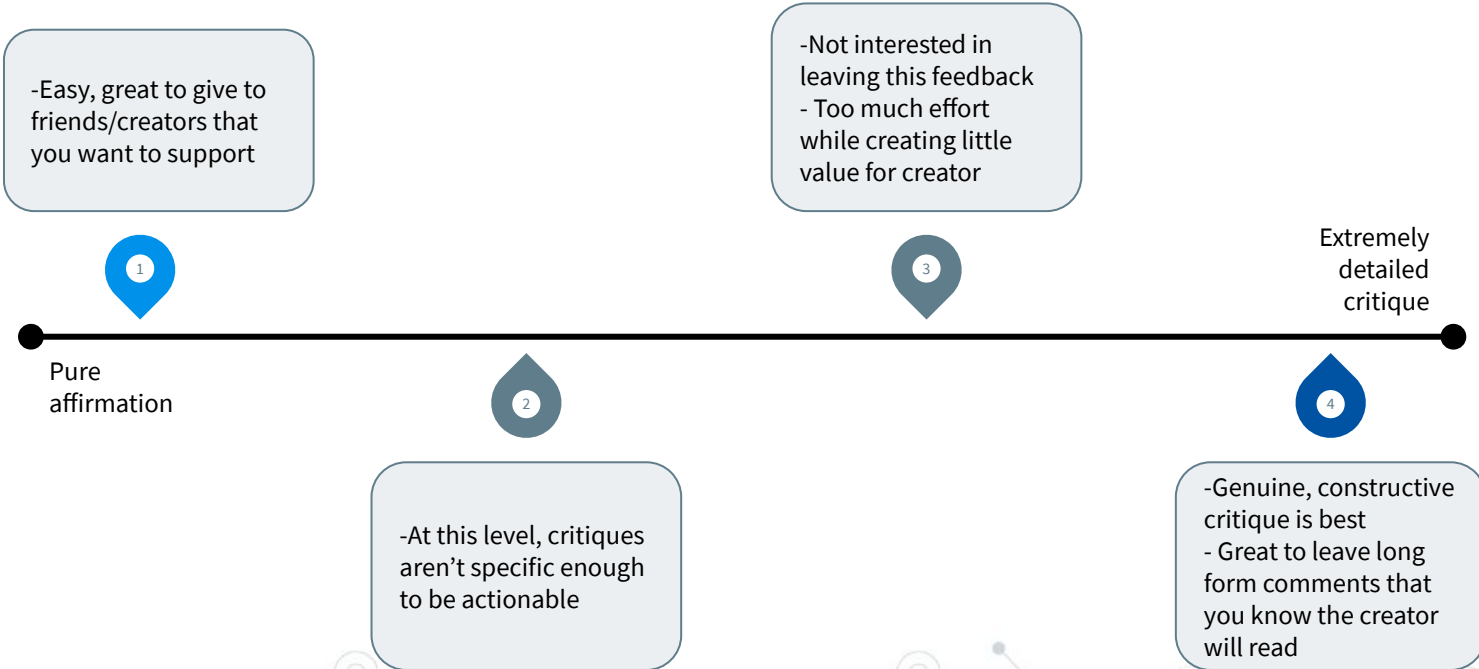 -Easy, great to give to
friends/creators that
you want to support
-Not interested in
leaving this feedback
- Too much effort
while creating little
value for creator
1
3
Extremely
detailed
critique
Pure
affirmation
2
4
-At this level, critiques
aren’t specific enough
to be actionable
-Genuine, constructive
critique is best
- Great to leave long
form comments that
you know the creator
will read